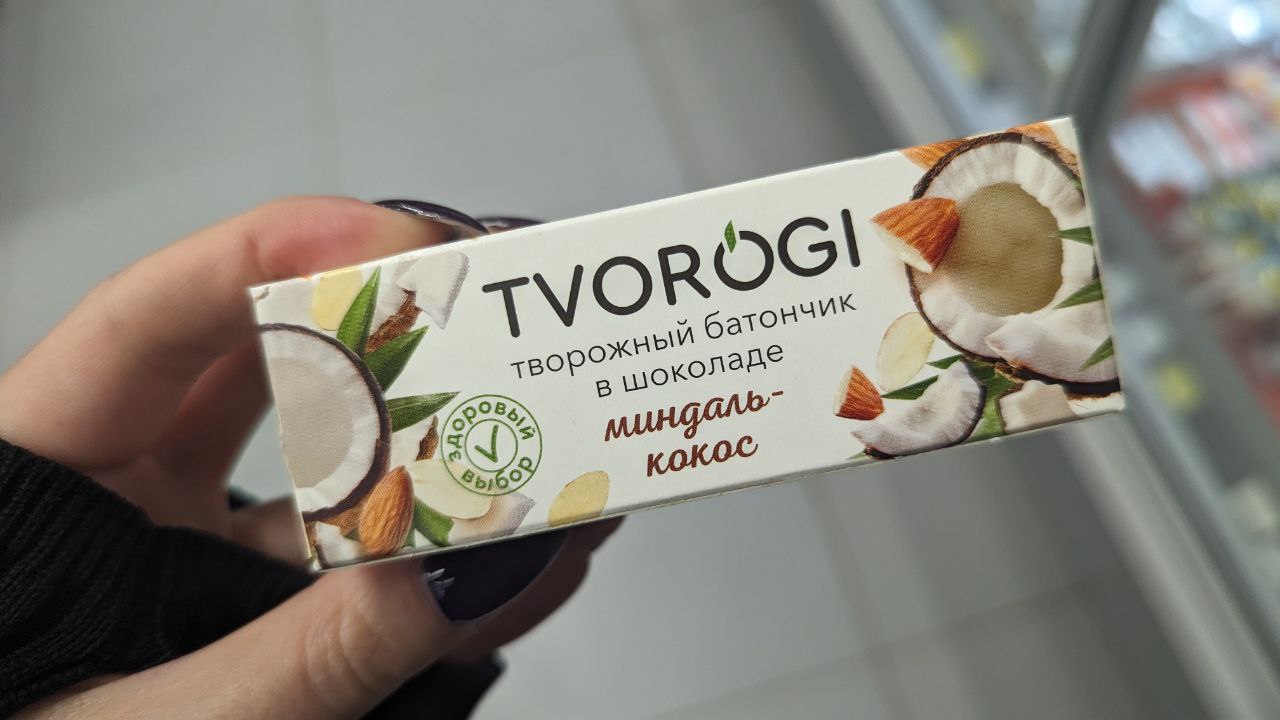 TVOROGI
творожный батончик
в шоколаде
миндаль-
кокос
здоровый
выбор